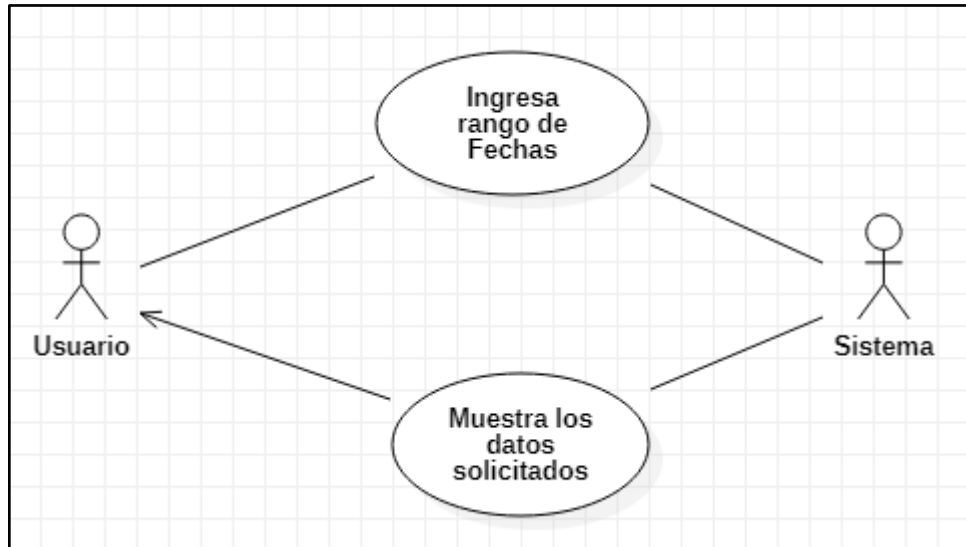 Ingresa
rango de
Fechas
Usuario
Sistema
Muestra los
datos
solicitados